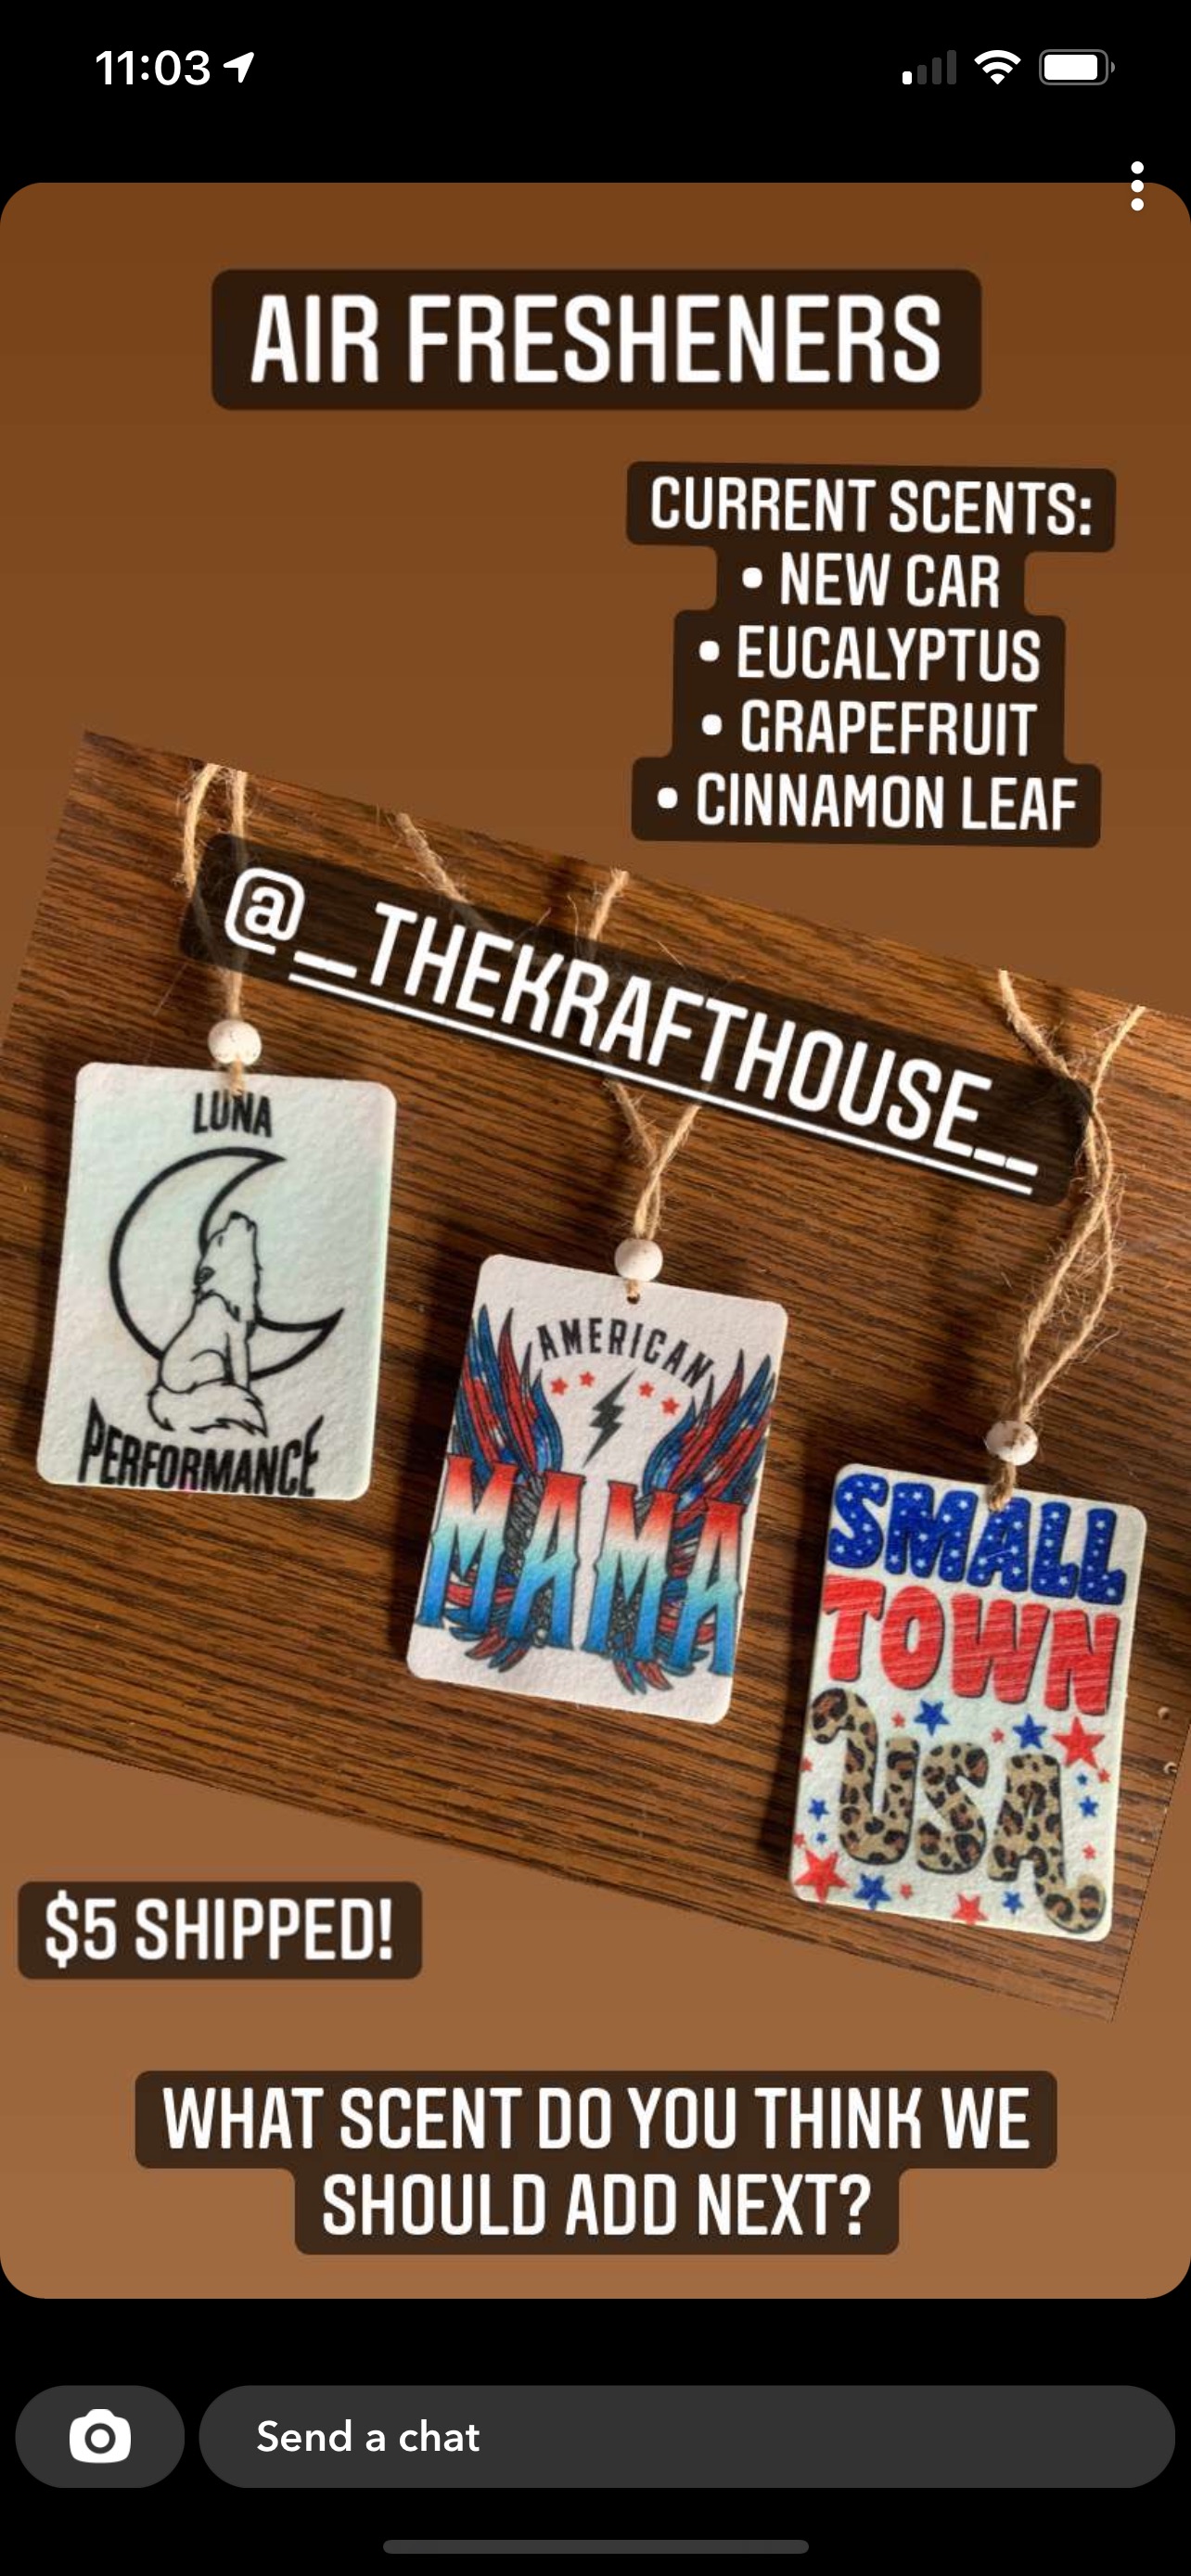 11:03
AIR FRESHENERS
CURRENT SCENTS:
• NEW CAR
• EUCALYPTUS
• GRAPEFRUIT
• CINNAMON LEAF
@__THEKRAFTHOUSE__
LUNA
PERFORMANCE
AMERICAN
MAMA
SMALL
TOWN
USA
$5 SHIPPED!
WHAT SCENT DO YOU THINK WE
SHOULD ADD NEXT?
Send a chat